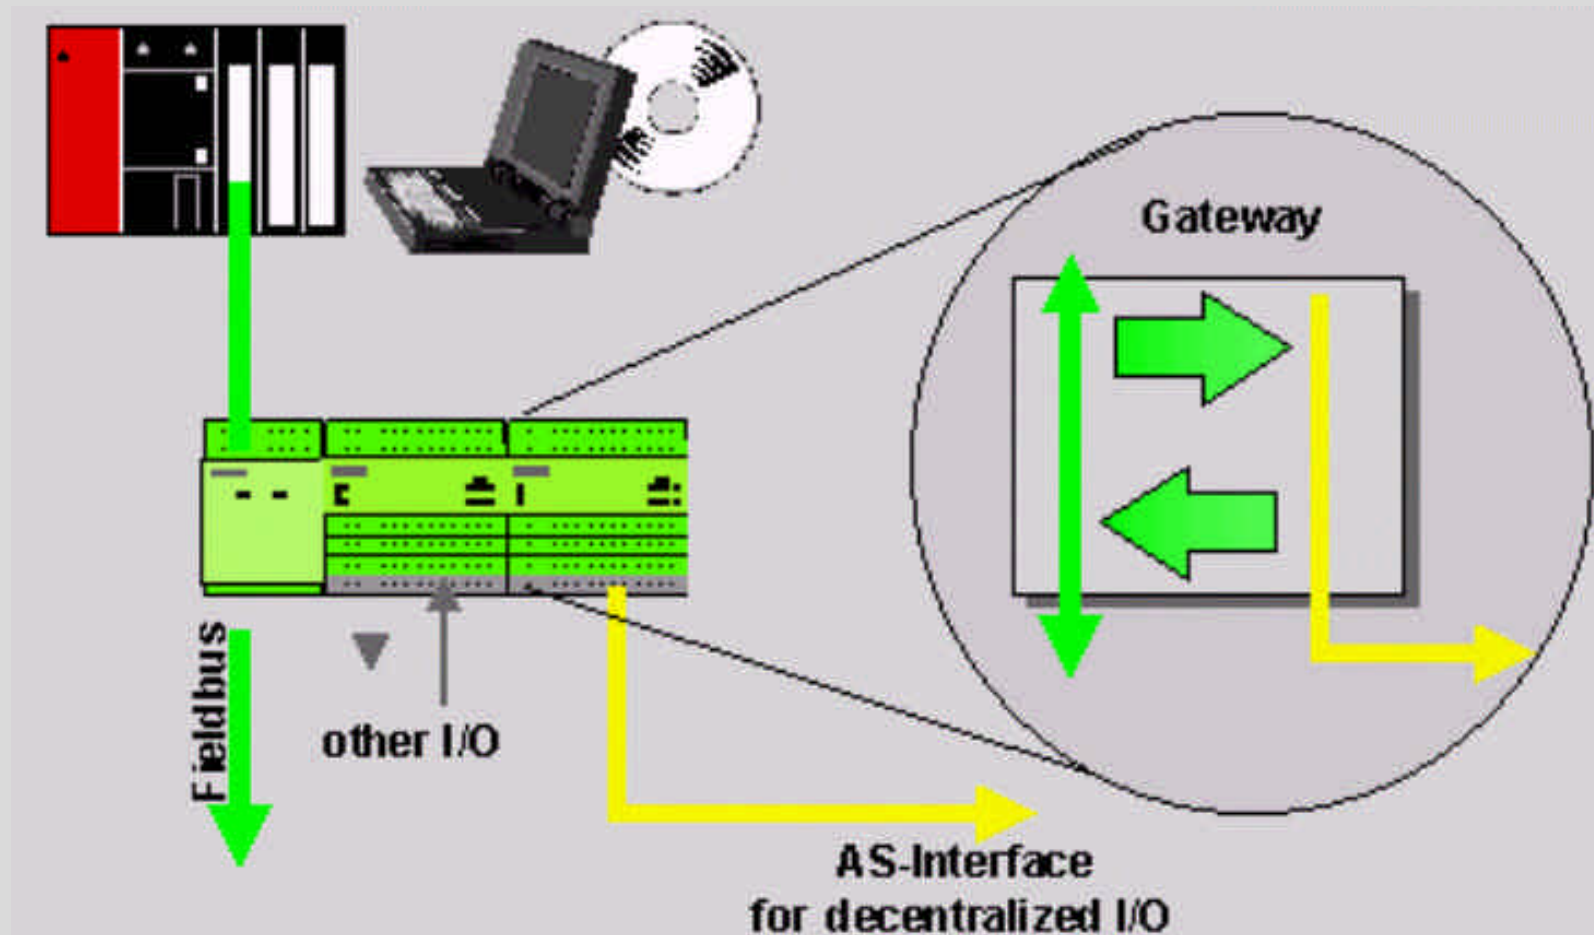 Gateway
Fieldbus
other I/O
AS-Interface
for decentralized I/O